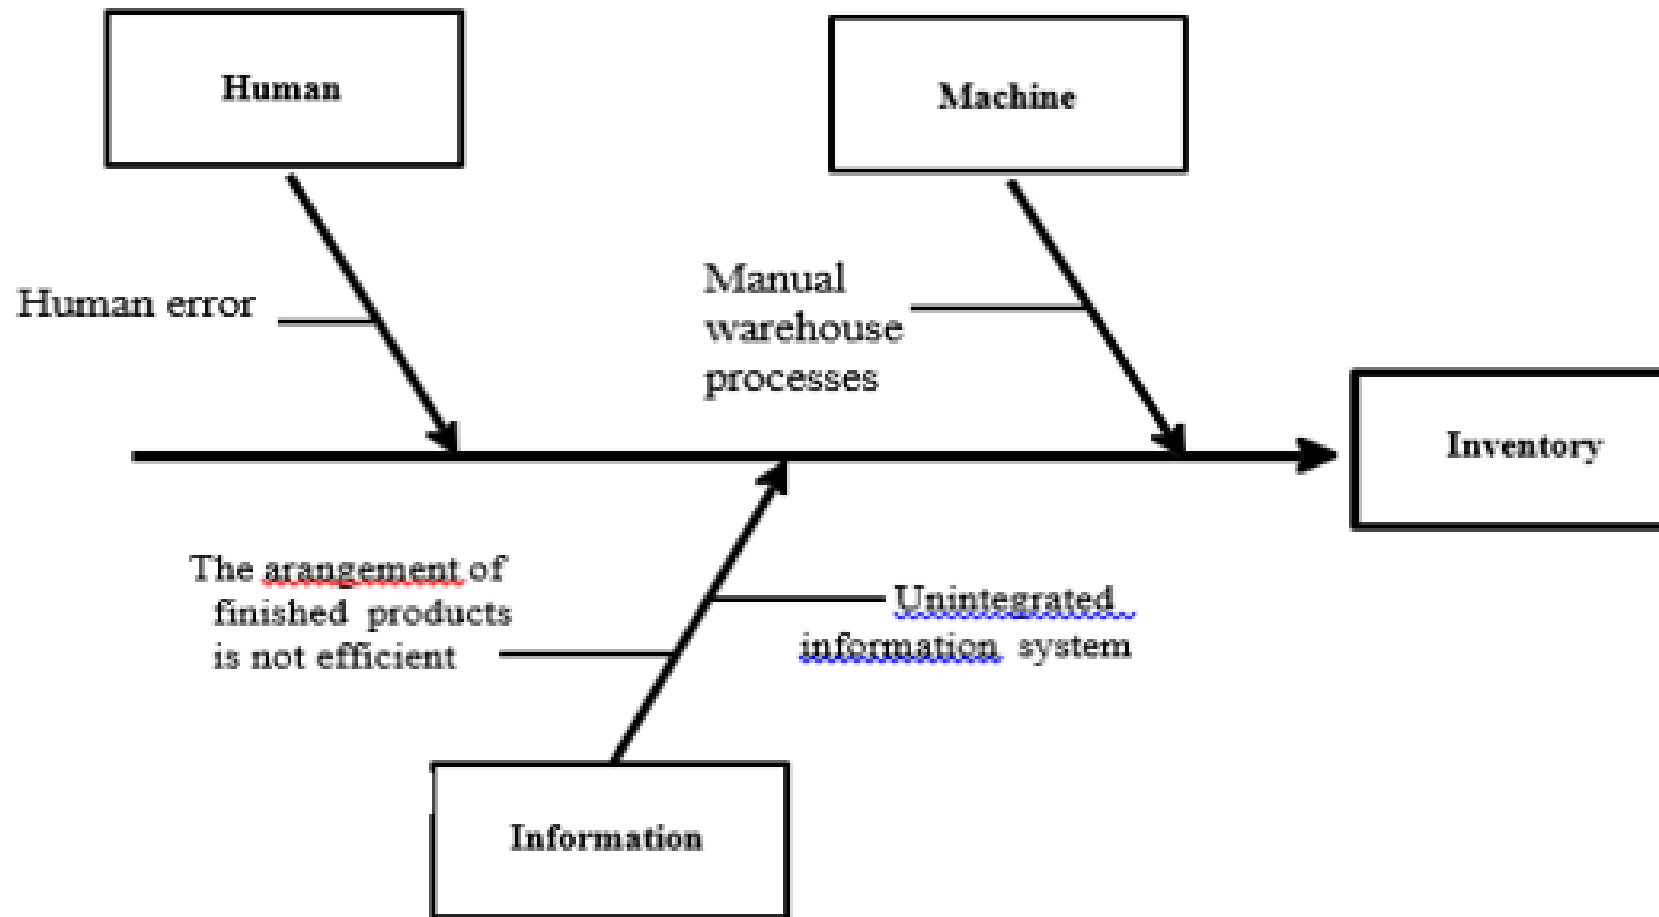 Human
Machine
Human error
Manual
warehouse
processes
Inventory
The arangement of
finished products
is not efficient
Unintegrated
information system
Information